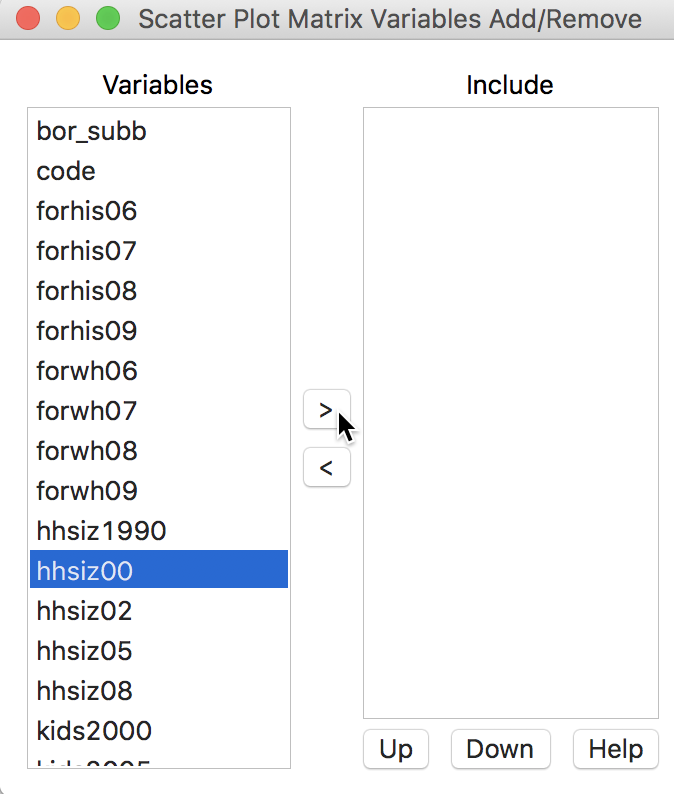 Scatter Plot Matrix Variables Add/Remove
Variables
Include
bor_subb
code
forhis06
forhis07
forhis08
forhis09
forwh06
forwh07
forwh08
forwh09
hhsiz1990
hhsiz00
hhsiz02
hhsiz05
hhsiz08
kids2000
kids2005
>
<
Up
Down
Help